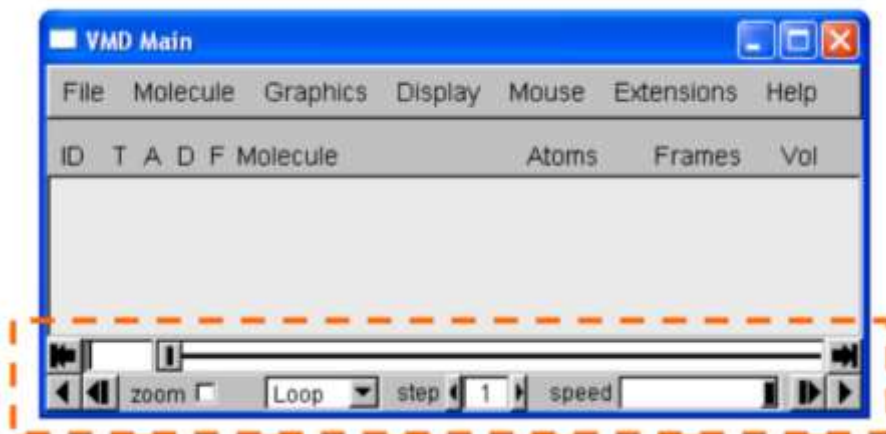 VMD Main
File Molecule Graphics Display Mouse Extensions Help
ID T A D F Molecule Atoms Frames Vol
zoom Loop step 1 speed